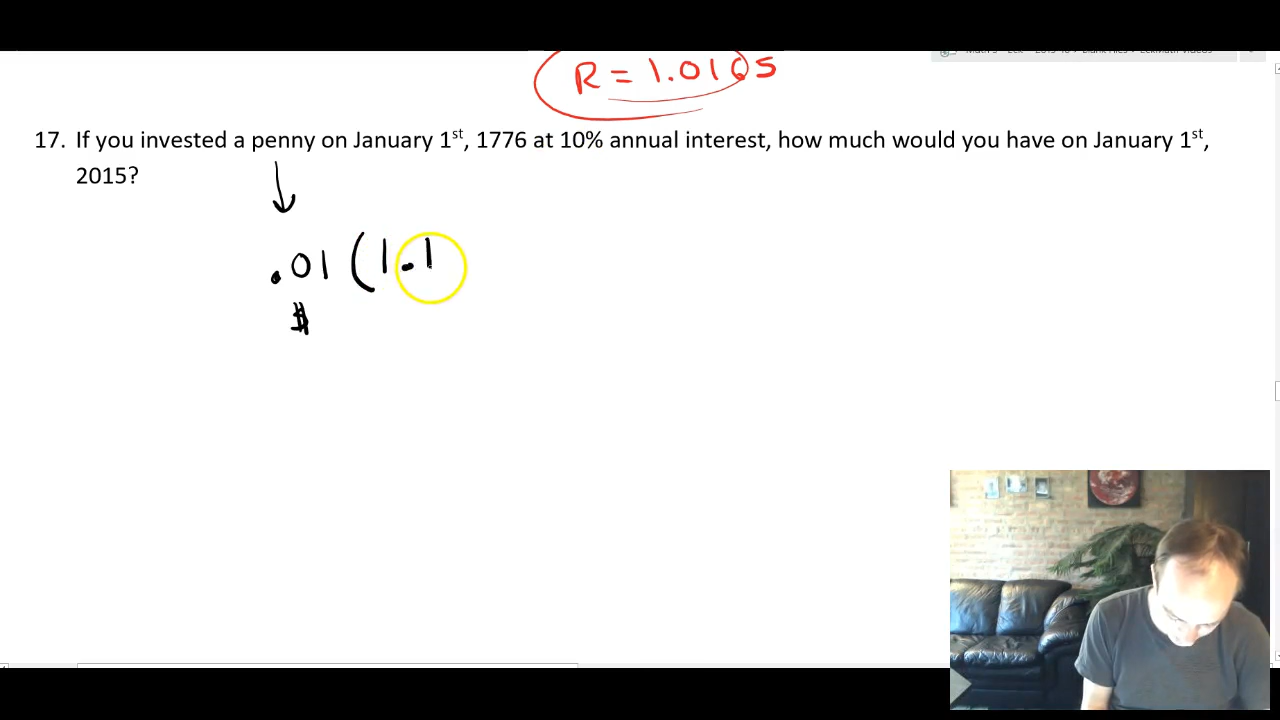 R = 1.0165
17. If you invested a penny on January 1st, 1776 at 10% annual interest, how much would you have on January 1st,
2015?
.01 (1.1
$